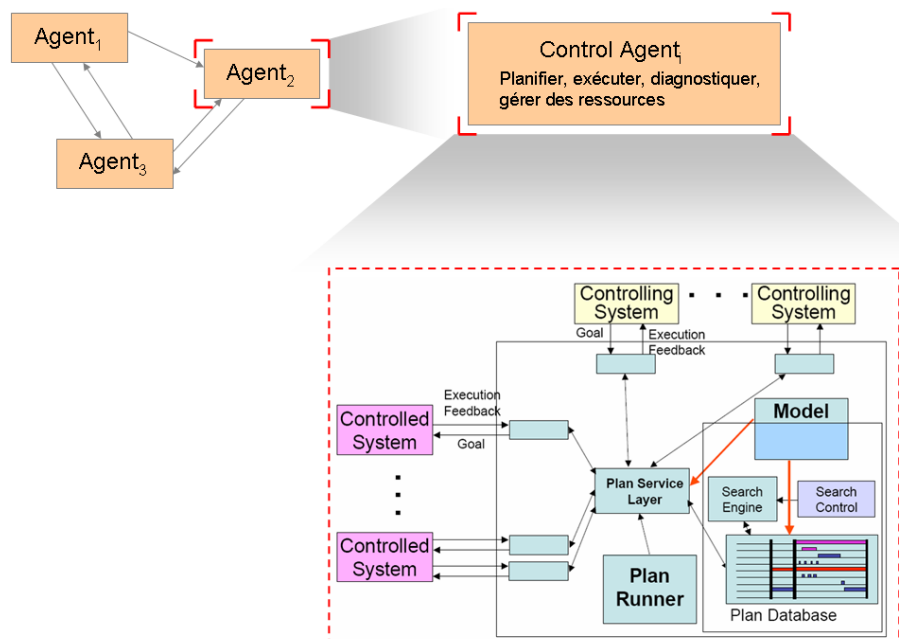 Agent1
Agent2
Agent3
Control Agenti
Planifier, exécuter, diagnostiquer,
gérer des ressources
Controlling
System
Controlling
System
Goal
Execution
Feedback
Execution
Feedback
Goal
Controlled
System
Controlled
System
Model
Plan Service
Layer
Search
Engine
Search
Control
Plan
Runner
Plan Database